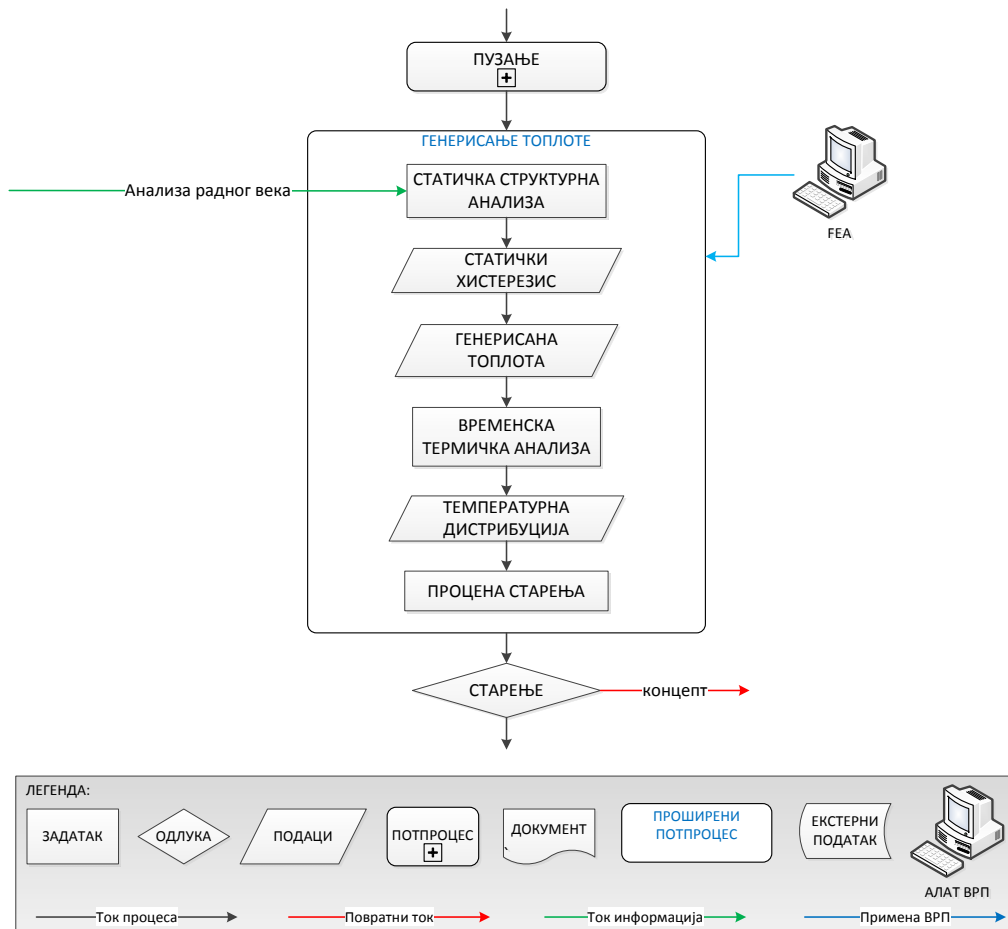 ПУЗАЊЕ
ГЕНЕРИСАЊЕ ТОПЛОТЕ
Анализа радног века
СТАТИЧКА СТРУКТУРНА
АНАЛИЗА
FEA
СТАТИЧКИ
ХИСТЕРЕЗИС
ГЕНЕРИСАНА
ТОПЛОТА
ВРЕМЕНСКА
ТЕРМИЧКА АНАЛИЗА
ТЕМПЕРАТУРНА
ДИСТРИБУЦИЈА
ПРОЦЕНА СТАРЕЊА
СТАРЕЊЕ
концепт
ЛЕГЕНДА:
ЗАДАТАК
ОДЛУКА
ПОДАЦИ
ПОТПРОЦЕС
ДОКУМЕНТ
ПРОШИРЕНИ
ПОТПРОЦЕС
ЕКСТЕРНИ
ПОДАТАК
АЛАТ ВРП
Ток процеса
Повратни ток
Ток информација
Примена ВРП